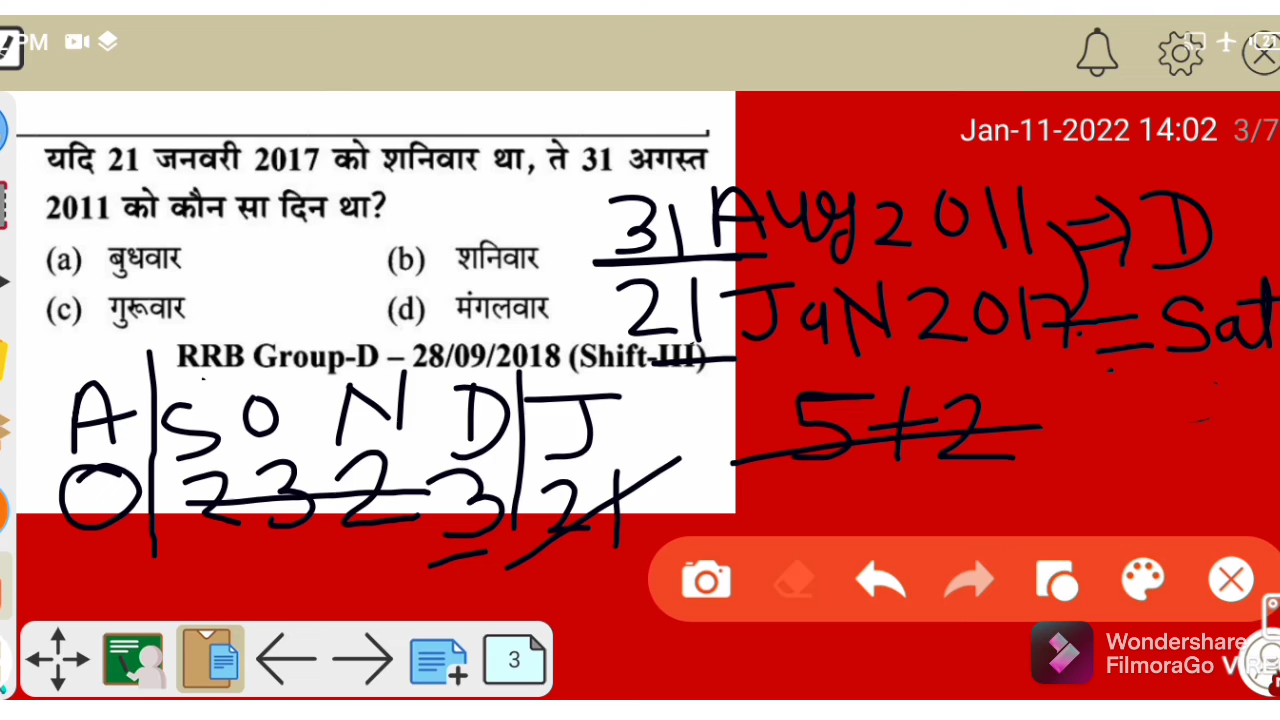 PM
21
Jan-11-2022 14:02 3/7
यदि 21 जनवरी 2017 को शनिवार था, ते 31 अगस्त
2011 को कौन सा दिन था?
(a) बुधवार (b) शनिवार
(c) गुरूवार (d) मंगलवार
RRB Group-D – 28/09/2018 (Shift-III)
31 Aug 2011 ⇒ D
21 JaN 2017 = Sat
5+2
A S O N D J
0 2 3 2 3 21
3
Wondershare
FilmoraGo